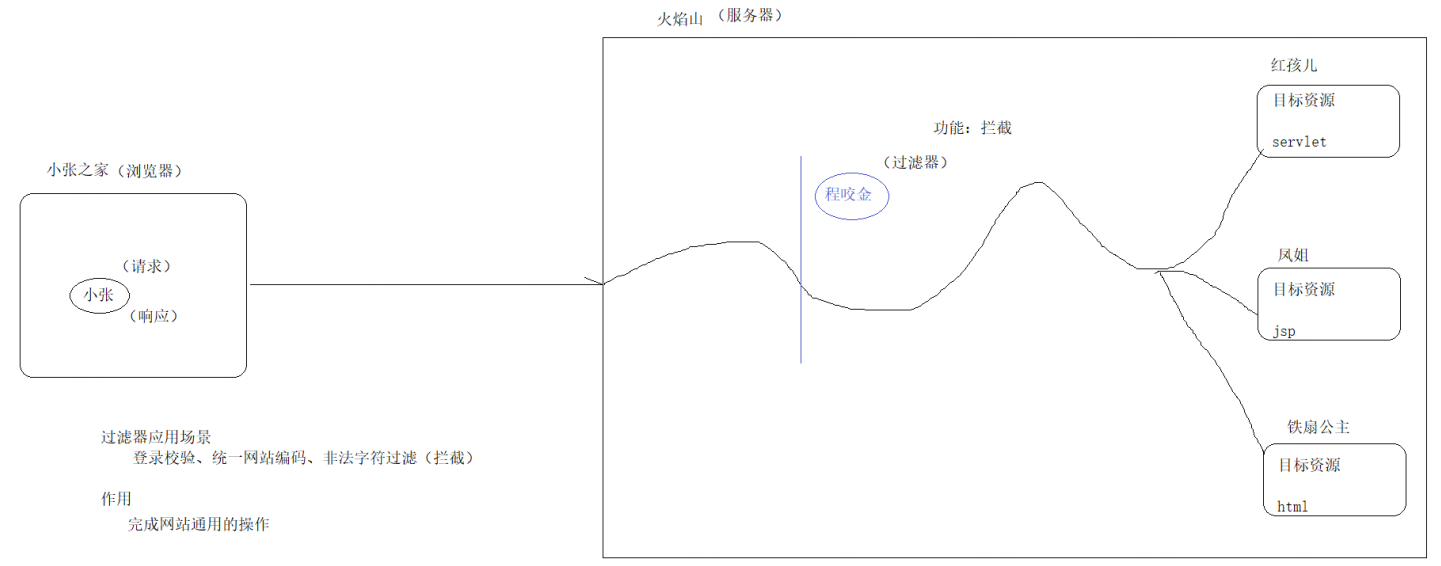 火焰山 （服务器）
红孩儿
目标资源
servlet
功能：拦截
（过滤器）
程咬金
小张之家（浏览器）
（请求）
小张
（响应）
凤姐
目标资源
jsp
铁扇公主
目标资源
html
过滤器应用场景
登录校验、统一网站编码、非法字符过滤（拦截）
作用
完成网站通用的操作